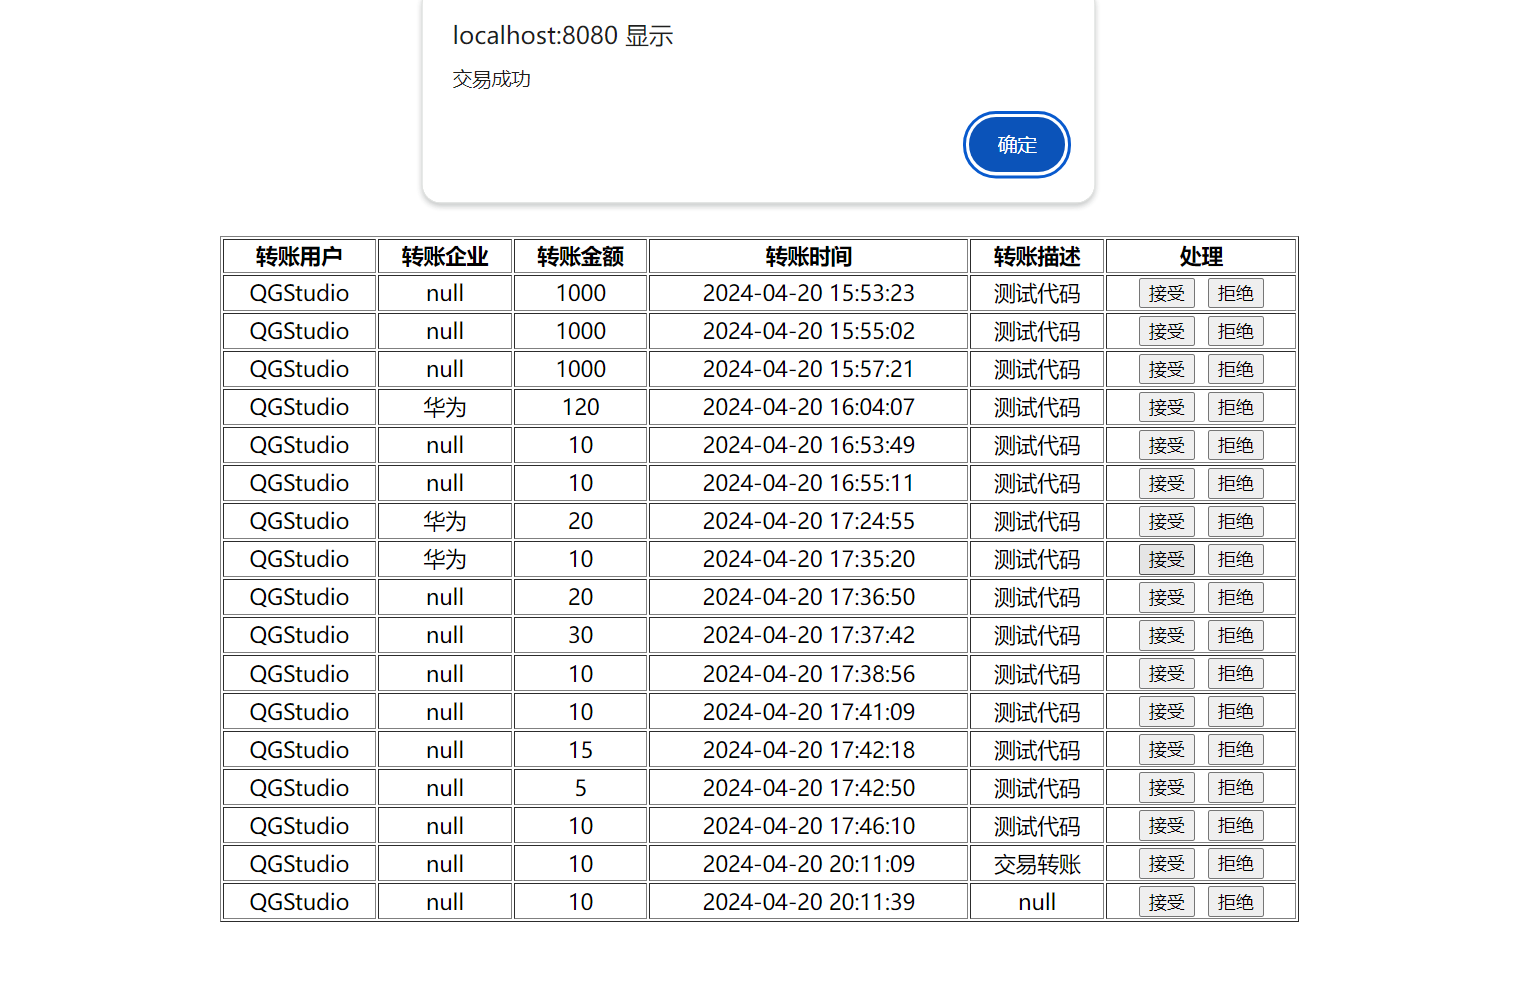 localhost:8080 显示
交易成功
确定
转账用户 转账企业 转账金额 转账时间 转账描述 处理
QGStudio null 1000 2024-04-20 15:53:23 测试代码 接受 拒绝
QGStudio null 1000 2024-04-20 15:55:02 测试代码 接受 拒绝
QGStudio null 1000 2024-04-20 15:57:21 测试代码 接受 拒绝
QGStudio 华为 120 2024-04-20 16:04:07 测试代码 接受 拒绝
QGStudio null 10 2024-04-20 16:53:49 测试代码 接受 拒绝
QGStudio null 10 2024-04-20 16:55:11 测试代码 接受 拒绝
QGStudio 华为 20 2024-04-20 17:24:55 测试代码 接受 拒绝
QGStudio 华为 10 2024-04-20 17:35:20 测试代码 接受 拒绝
QGStudio null 20 2024-04-20 17:36:50 测试代码 接受 拒绝
QGStudio null 30 2024-04-20 17:37:42 测试代码 接受 拒绝
QGStudio null 10 2024-04-20 17:38:56 测试代码 接受 拒绝
QGStudio null 10 2024-04-20 17:41:09 测试代码 接受 拒绝
QGStudio null 15 2024-04-20 17:42:18 测试代码 接受 拒绝
QGStudio null 5 2024-04-20 17:42:50 测试代码 接受 拒绝
QGStudio null 10 2024-04-20 17:46:10 测试代码 接受 拒绝
QGStudio null 10 2024-04-20 20:11:09 交易转账 接受 拒绝
QGStudio null 10 2024-04-20 20:11:39 null 接受 拒绝